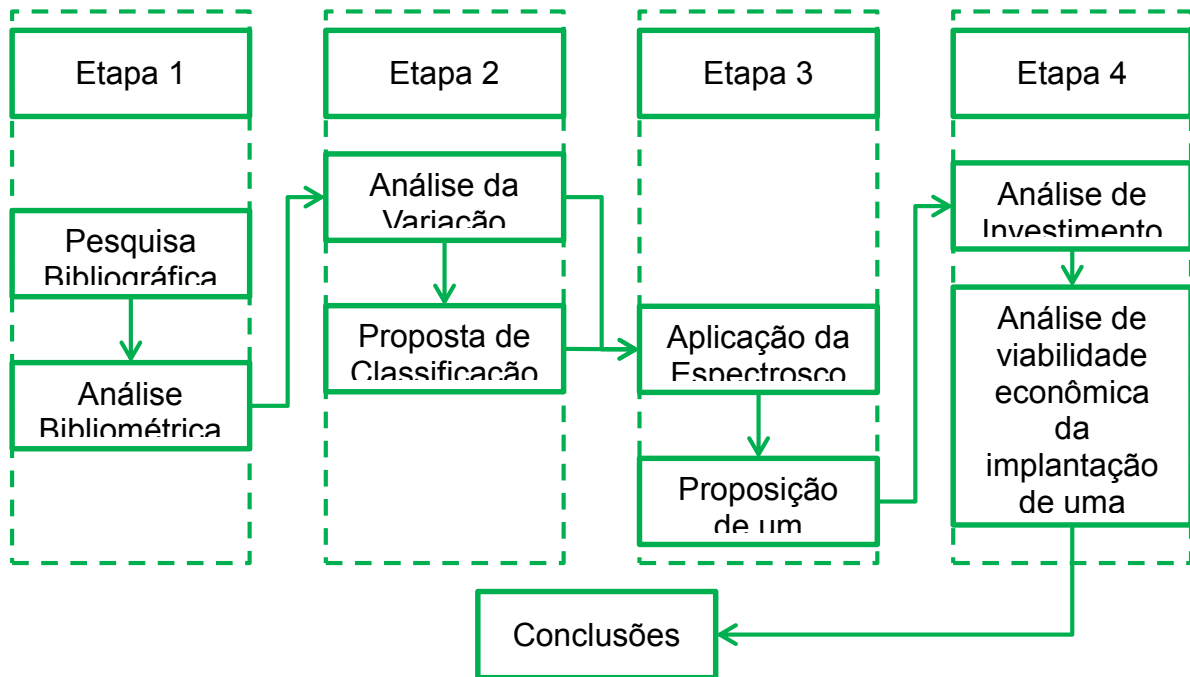 Etapa 1
Etapa 2
Etapa 3
Etapa 4
Pesquisa
Bibliográfica
Análise
Bibliométrica
Análise da
Variação
Proposta de
Classificação
Aplicação da
Espectrosco
Proposição
de um
Análise de
Investimento
Análise de
viabilidade
econômica
da
implantação
de uma
Conclusões